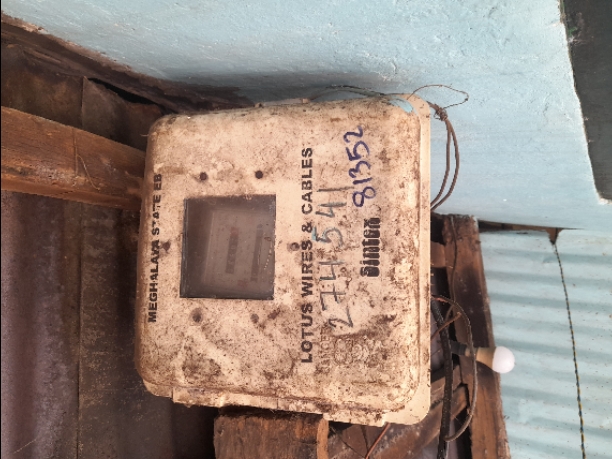 MEGHALAYA STATE EB
LOTUS WIRES & CABLES
274541
81352
Sintex